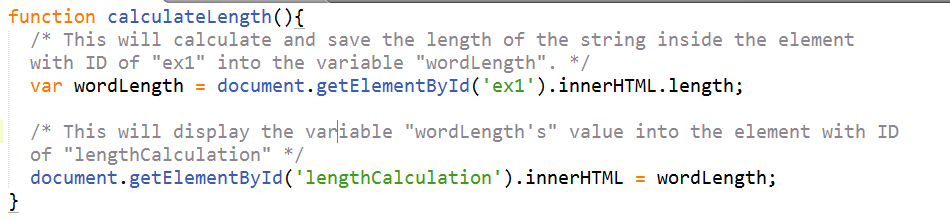 function calculateLength(){
/* This will calculate and save the length of the string inside the element
with ID of "ex1" into the variable "wordLength". */
var wordLength = document.getElementById('ex1').innerHTML.length;
/* This will display the variable "wordLength's" value into the element with ID
of "lengthCalculation" */
document.getElementById('lengthCalculation').innerHTML = wordLength;
}